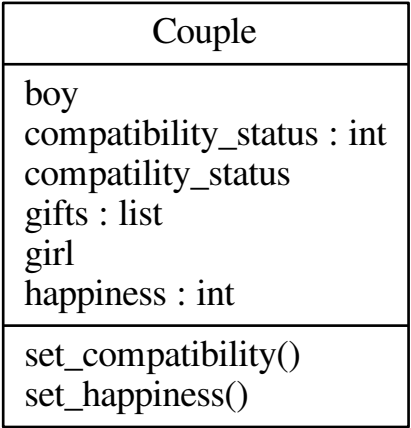 Couple
boy
compatibility_status : int
compatility_status
gifts : list
girl
happiness : int
set_compatibility()
set_happiness()